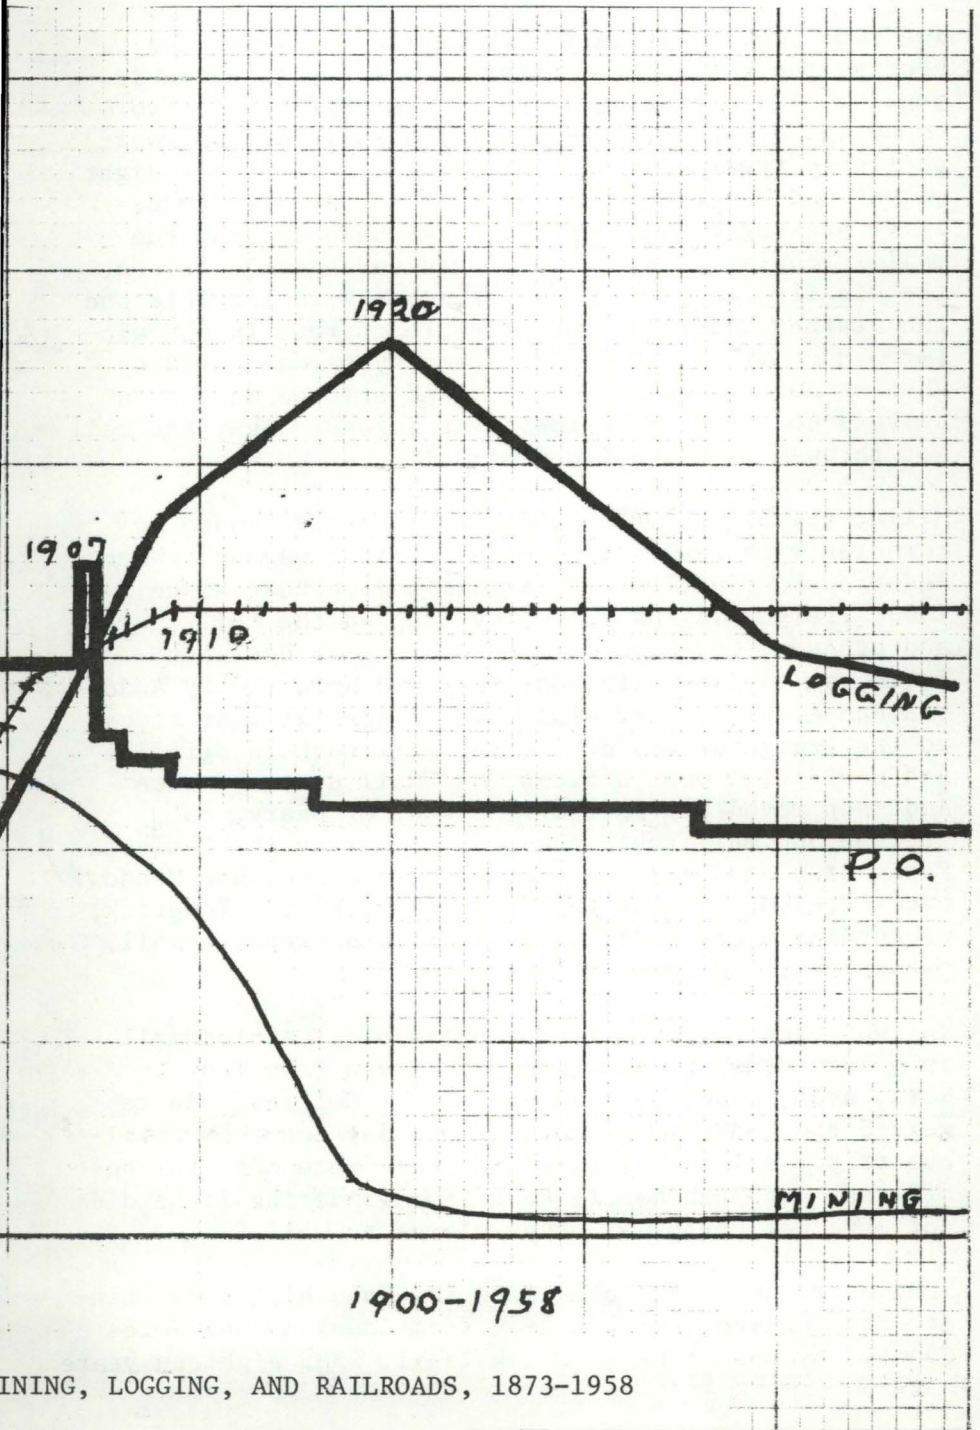 1920
1907
1910
LOGGING
P.O.
MINING
1900-1958
INING, LOGGING, AND RAILROADS, 1873-1958